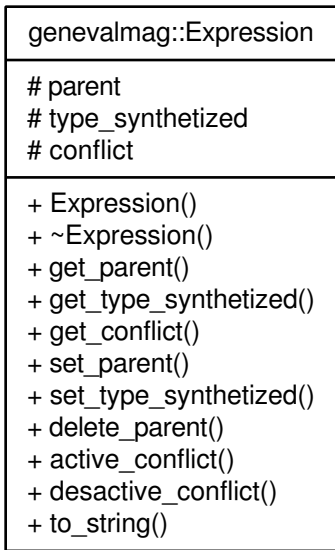 genevalmag::Expression
# parent
# type_synthetized
# conflict
+ Expression()
+ ~Expression()
+ get_parent()
+ get_type_synthetized()
+ get_conflict()
+ set_parent()
+ set_type_synthetized()
+ delete_parent()
+ active_conflict()
+ desactive_conflict()
+ to_string()